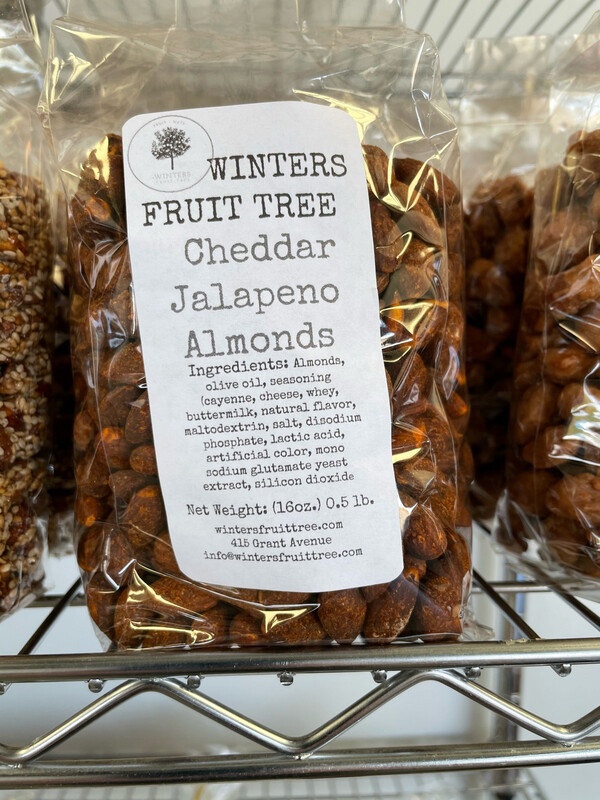 WINTERS
WINTERS
FRUIT TREE
Cheddar
Jalapeno
Almonds
Ingredients: Almonds,
olive oil, seasoning
(cayenne, cheese, whey,
buttermilk, natural flavor,
maltodextrin, salt, disodium
phosphate, lactic acid,
artificial color, mono
sodium glutamate yeast
extract, silicon dioxide
Net Weight: (16oz.) 0.5 lb.
wintersfruittree.com
415 Grant Avenue
info@wintersfruittree.com